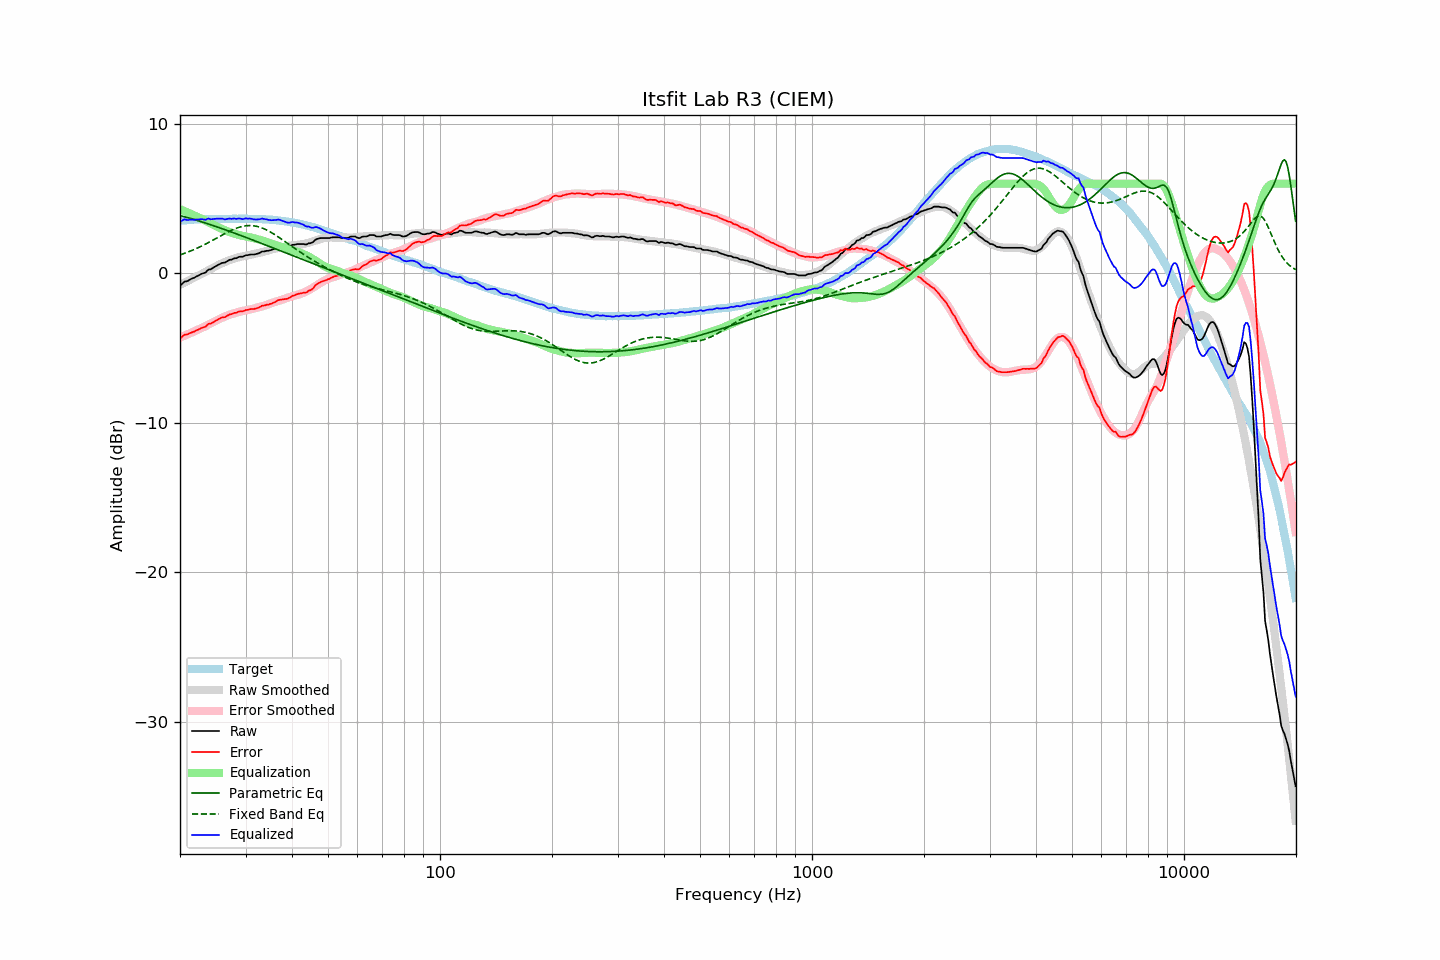 Itsfit Lab R3 (CIEM)
10
0
−10
−20
−30
Amplitude (dBr)
Target
Raw Smoothed
Error Smoothed
Raw
Error
Equalization
Parametric Eq
Fixed Band Eq
Equalized
100
1000
10000
Frequency (Hz)